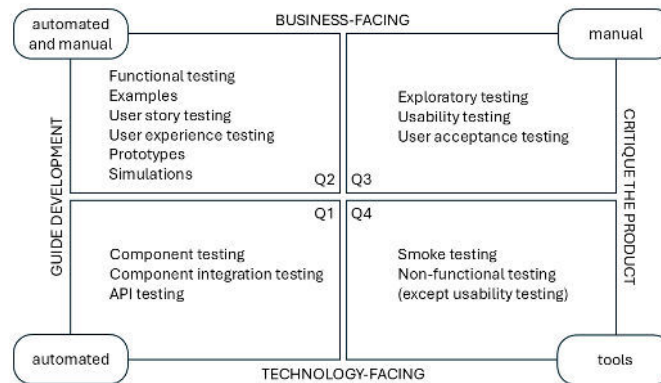 automated
and manual
BUSINESS-FACING
manual
Functional testing
Examples
User story testing
User experience testing
Prototypes
Simulations
Q2
Exploratory testing
Usability testing
User acceptance testing
Q3
GUIDE DEVELOPMENT
CRITIQUE THE PRODUCT
Q1
Component testing
Component integration testing
API testing
Q4
Smoke testing
Non-functional testing
(except usability testing)
automated
TECHNOLOGY-FACING
tools